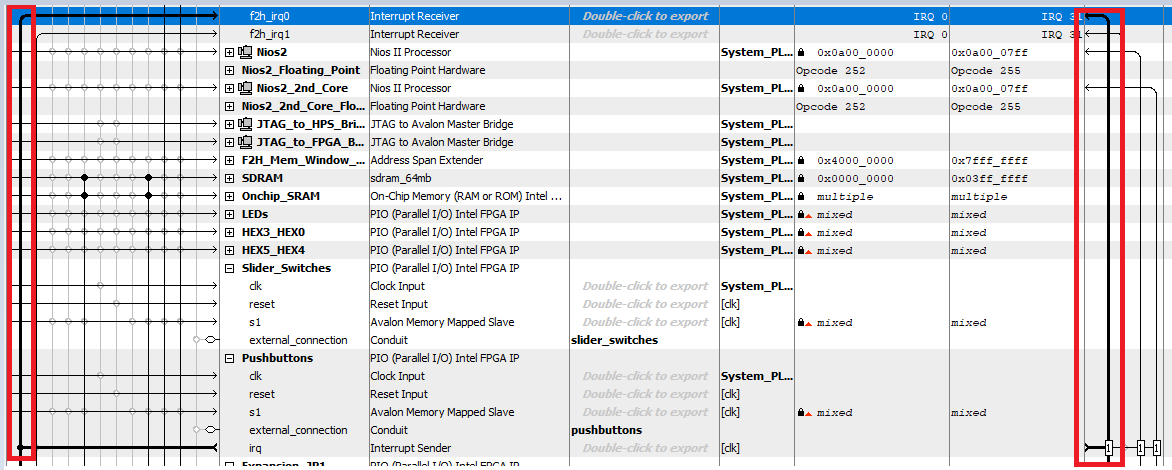 f2h_irq0 Interrupt Receiver Double-click to export IRQ 0 IRQ 31
f2h_irq1 Interrupt Receiver Double-click to export IRQ 0 IRQ 31
Nios2 Nios II Processor System_PL... 0x0a00_0000 0x0a00_07ff
Nios2_Floating_Point Floating Point Hardware Opcode 252 Opcode 255
Nios2_2nd_Core Nios II Processor System_PL... 0x0a00_0000 0x0a00_07ff
Nios2_2nd_Core_Flo... Floating Point Hardware Opcode 252 Opcode 255
JTAG_to_HPS_Bri... JTAG to Avalon Master Bridge System_PL...
JTAG_to_FPGA_B... JTAG to Avalon Master Bridge System_PL...
F2H_Mem_Window_... Address Span Extender System_PL... 0x4000_0000 0x7fff_ffff
SDRAM sdram_64mb System_PL... 0x0000_0000 0x03ff_ffff
Onchip_SRAM On-Chip Memory (RAM or ROM) Intel ... System_PL... multiple multiple
LEDs PIO (Parallel I/O) Intel FPGA IP System_PL... mixed mixed
HEX3_HEX0 PIO (Parallel I/O) Intel FPGA IP System_PL... mixed mixed
HEX5_HEX4 PIO (Parallel I/O) Intel FPGA IP System_PL... mixed mixed
Slider_Switches PIO (Parallel I/O) Intel FPGA IP
clk Clock Input Double-click to export System_PL...
reset Reset Input Double-click to export [clk]
s1 Avalon Memory Mapped Slave Double-click to export [clk] mixed mixed
external_connection Conduit slider_switches
Pushbuttons PIO (Parallel I/O) Intel FPGA IP
clk Clock Input Double-click to export System_PL...
reset Reset Input Double-click to export [clk]
s1 Avalon Memory Mapped Slave Double-click to export [clk] mixed mixed
external_connection Conduit pushbuttons
irq Interrupt Sender Double-click to export [clk] 1 1 1
Expansion_JP1 PIO (Parallel I/O) Intel FPGA IP